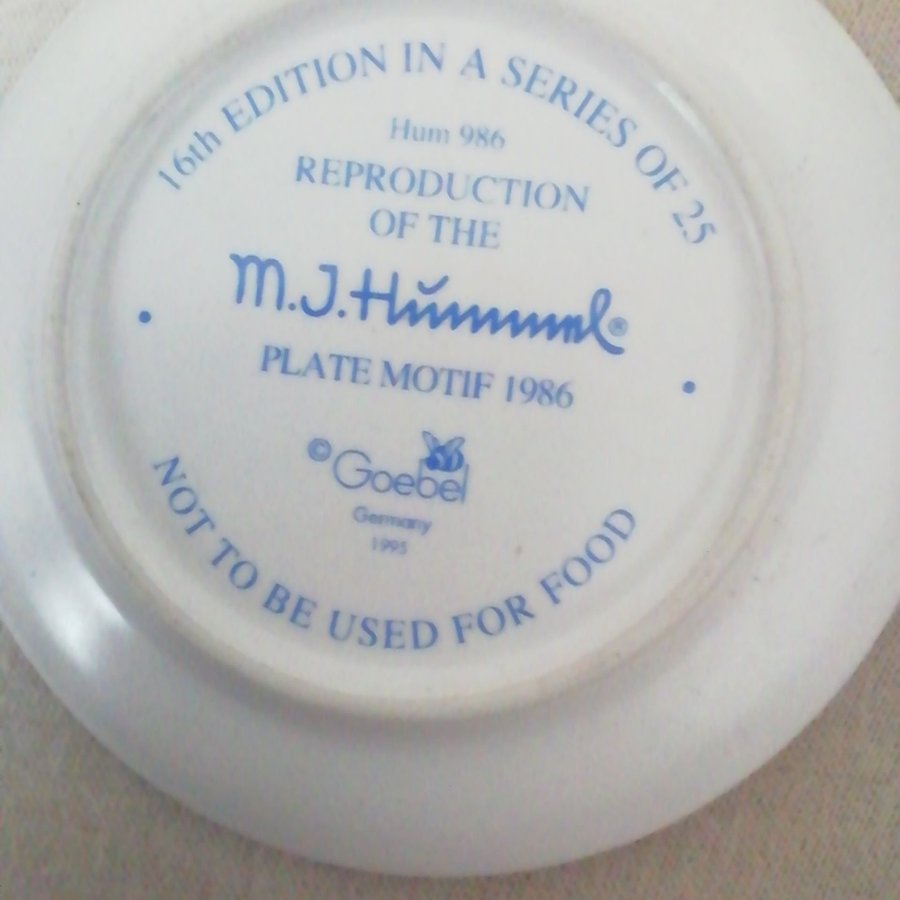 16th EDITION IN A SERIES OF 25
Hum 986
REPRODUCTION
OF THE
M.J.Hummel®
PLATE MOTIF 1986
© Goebel
Germany
1995
NOT TO BE USED FOR FOOD